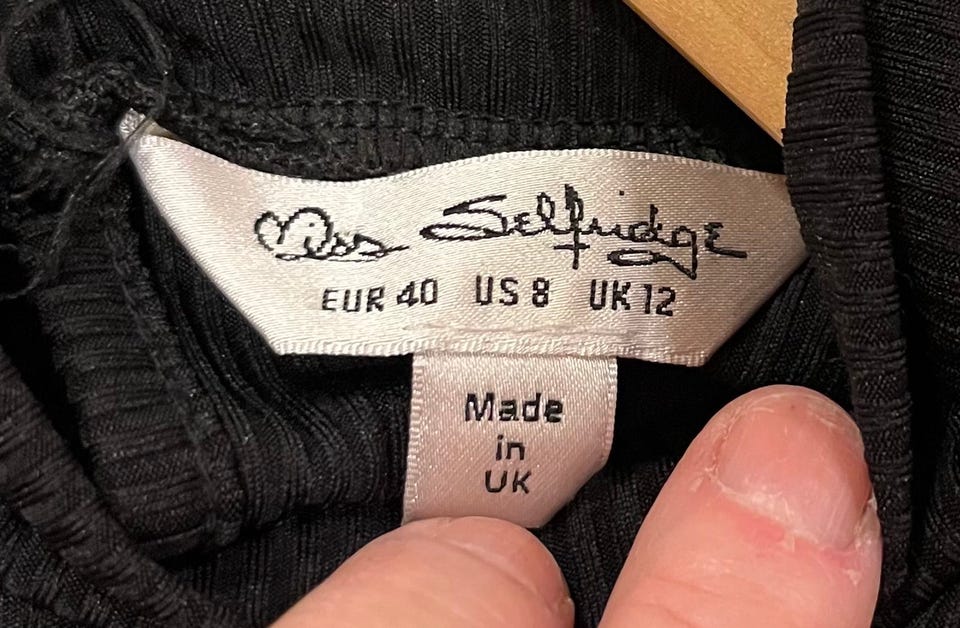 Miss Selfridge
EUR 40 US 8 UK 12
Made
in
UK